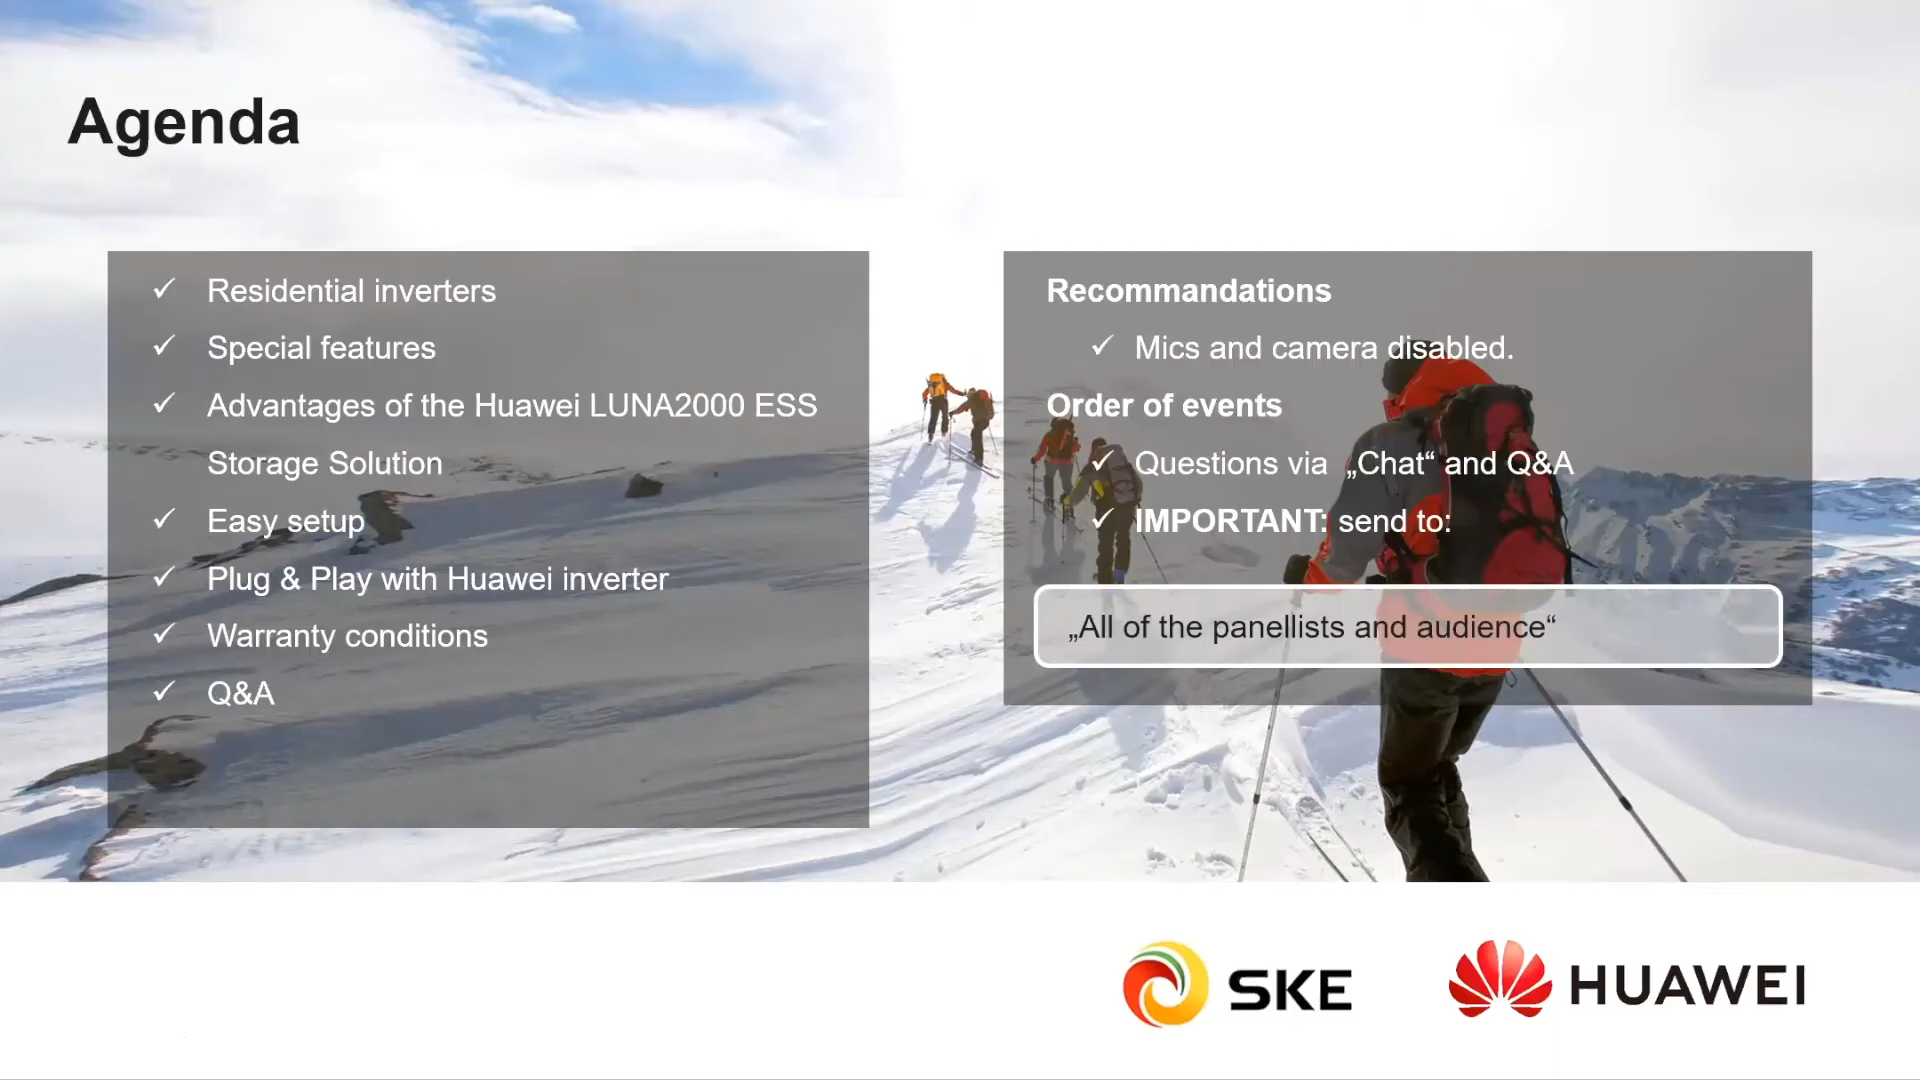 Agenda
Residential inverters
Special features
Advantages of the Huawei LUNA2000 ESS
Storage Solution
Easy setup
Plug & Play with Huawei inverter
Warranty conditions
Q&A
Recommandations
Mics and camera disabled.
Order of events
Questions via „Chat“ and Q&A
IMPORTANT: send to:
„All of the panellists and audience“
SKE
HUAWEI